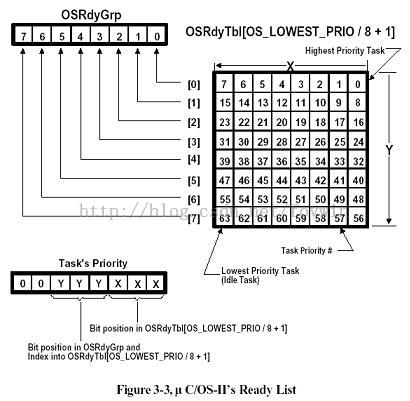 OSRdyGrp
7 6 5 4 3 2 1 0
OSRdyTbl[OS_LOWEST_PRIO / 8 + 1]
Highest Priority Task
X
[0] 7 6 5 4 3 2 1 0
[1] 15 14 13 12 11 10 9 8
[2] 23 22 21 20 19 18 17 16
[3] 31 30 29 28 27 26 25 24
Y
[4] 39 38 37 36 35 34 33 32
[5] 47 46 45 44 43 42 41 40
[6] 55 54 53 52 51 50 49 48
[7] 63 62 61 60 59 58 57 56
Task Priority #
Lowest Priority Task
(Idle Task)
Task's Priority
0 0 Y Y Y X X X
Bit position in OSRdyTbl[OS_LOWEST_PRIO / 8 + 1]
Bit position in OSRdyGrp and
Index into OSRdyTbl[OS_LOWEST_PRIO / 8 + 1]
Figure 3-3, µ C/OS-II's Ready List